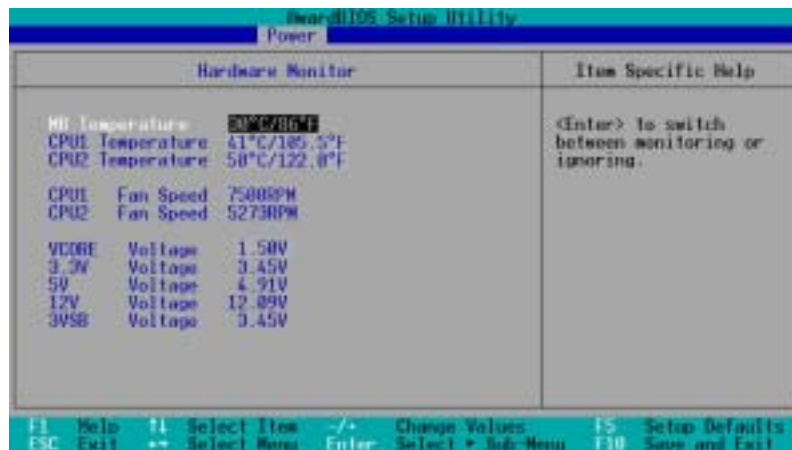 AwardBIOS Setup Utility
Power
Hardware Monitor
Item Specific Help
MB Temperature 30°C/86°F
CPU1 Temperature 41°C/105.5°F
CPU2 Temperature 50°C/122.0°F
CPU1 Fan Speed 7500RPM
CPU2 Fan Speed 5273RPM
VCORE Voltage 1.50V
3.3V Voltage 3.45V
5V Voltage 4.91V
12V Voltage 12.09V
3VSB Voltage 3.45V
<Enter> to switch
between monitoring or
ignoring.
F1 Help ↑↓ Select Item -/+ Change Values F5 Setup Defaults
ESC Exit ←→ Select Menu Enter Select ► Sub-Menu F10 Save and Exit